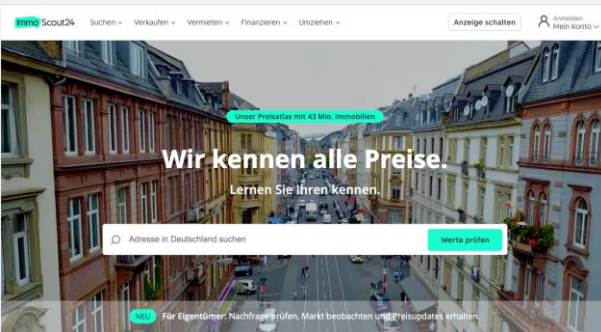 ImmoScout24 Suchen Verkaufen Vermieten Finanzieren Umziehen Anzeige schalten Anmelden
Mein Konto
Unser Preisatlas mit 43 Mio. Immobilien
Wir kennen alle Preise.
Lernen Sie Ihren kennen.
Adresse in Deutschland suchen Werte prüfen
NEU Für Eigentümer: Nachfrage prüfen, Markt beobachten und Preisupdates erhalten.